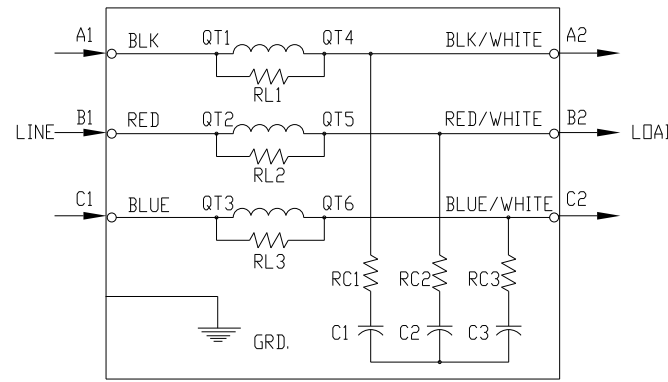 A1 BLK QT1 QT4 BLK/WHITE A2
RL1
LINE B1 RED QT2 QT5 RED/WHITE B2 LOAD
RL2
C1 BLUE QT3 QT6 BLUE/WHITE C2
RL3
RC1 RC2 RC3
C1 C2 C3
GRD.